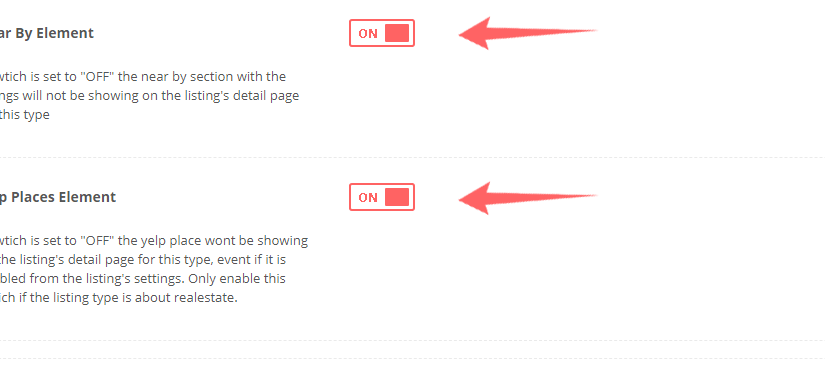 ar By Element
ON
wtich is set to "OFF" the near by section with the
ngs will not be showing on the listing's detail page
this type
p Places Element
ON
wtich is set to "OFF" the yelp place wont be showing
the listing's detail page for this type, event if it is
bled from the listing's settings. Only enable this
ich if the listing type is about realestate.